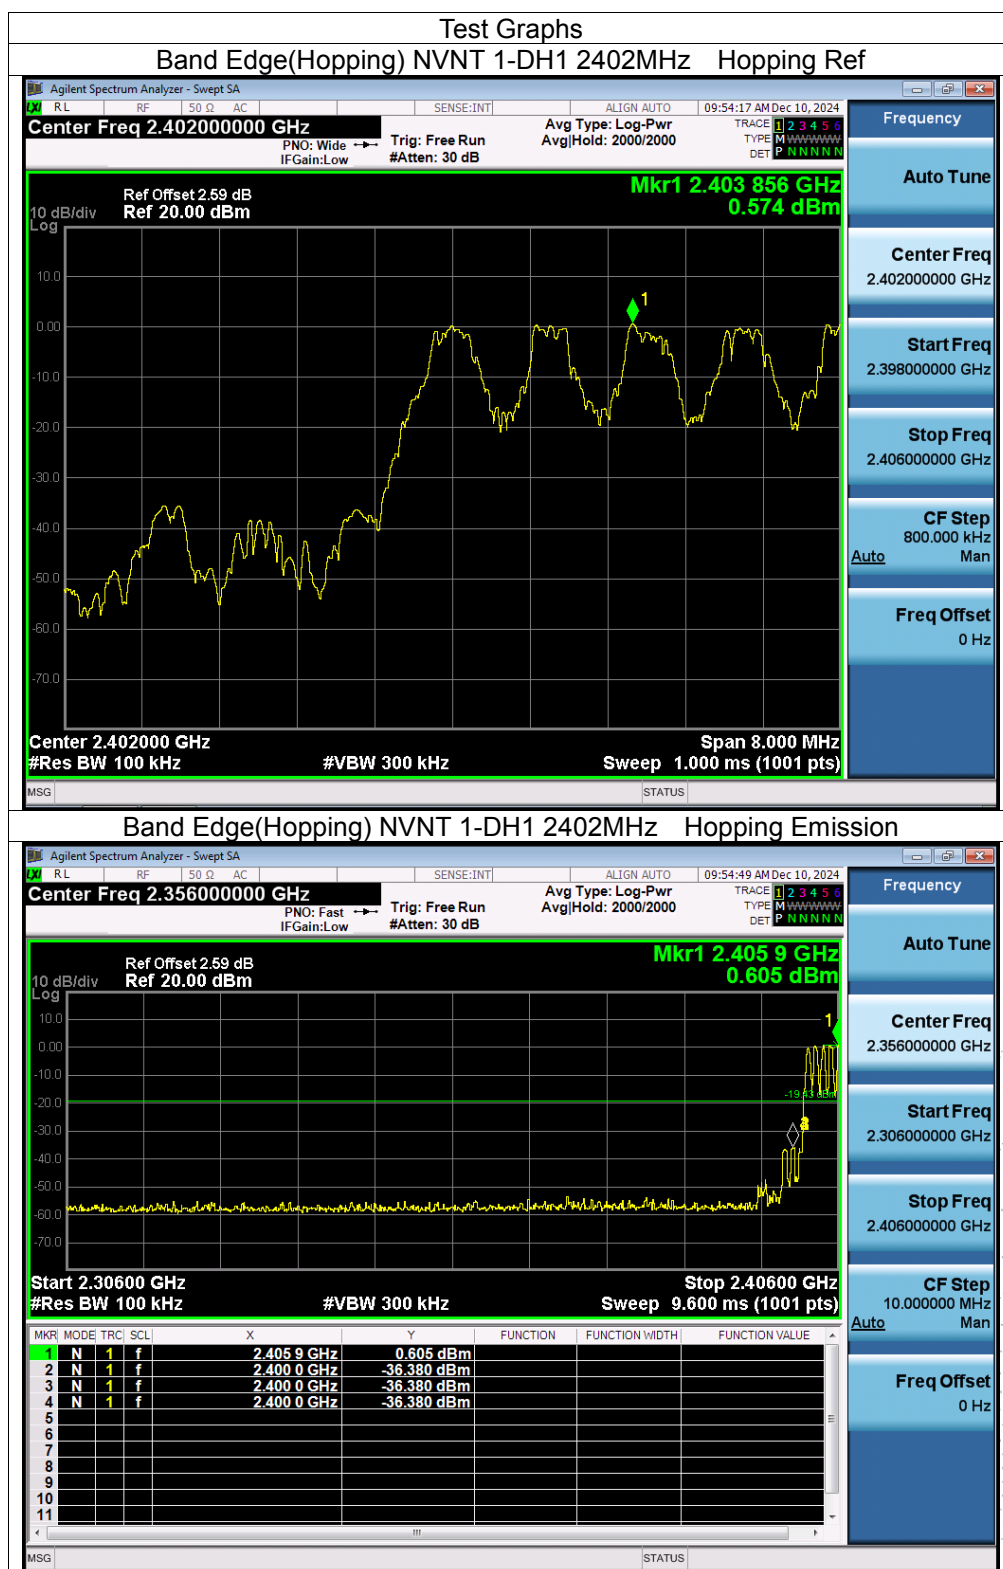 Test Graphs
Band Edge(Hopping) NVNT 1-DH1 2402MHz Hopping Ref
Agilent Spectrum Analyzer - Swept SA
LXI RL RF 50 Ω AC SENSE:INT ALIGN AUTO 09:54:17 AM Dec 10, 2024
Center Freq 2.402000000 GHz
PNO: Wide
IFGain:Low
Trig: Free Run
#Atten: 30 dB
Avg Type: Log-Pwr
Avg|Hold: 2000/2000
TRACE 1 2 3 4 5 6
TYPE M WWWWW
DET P N N N N N
Frequency
Auto Tune
Center Freq
2.402000000 GHz
Start Freq
2.398000000 GHz
Stop Freq
2.406000000 GHz
CF Step
800.000 kHz
Auto Man
Freq Offset
0 Hz
Mkr1 2.403 856 GHz
0.574 dBm
Ref Offset 2.59 dB
10 dB/div Ref 20.00 dBm
Log
10.0
1
0.00
-10.0
-20.0
-30.0
-40.0
-50.0
-60.0
-70.0
Center 2.402000 GHz Span 8.000 MHz
#Res BW 100 kHz #VBW 300 kHz Sweep 1.000 ms (1001 pts)
MSG STATUS
Band Edge(Hopping) NVNT 1-DH1 2402MHz Hopping Emission
Agilent Spectrum Analyzer - Swept SA
LXI RL RF 50 Ω AC SENSE:INT ALIGN AUTO 09:54:49 AM Dec 10, 2024
Center Freq 2.356000000 GHz
PNO: Fast
IFGain:Low
Trig: Free Run
#Atten: 30 dB
Avg Type: Log-Pwr
Avg|Hold: 2000/2000
TRACE 1 2 3 4 5 6
TYPE M WWWWW
DET P N N N N N
Frequency
Auto Tune
Center Freq
2.356000000 GHz
Start Freq
2.306000000 GHz
Stop Freq
2.406000000 GHz
CF Step
10.000000 MHz
Auto Man
Freq Offset
0 Hz
Mkr1 2.405 9 GHz
0.605 dBm
Ref Offset 2.59 dB
10 dB/div Ref 20.00 dBm
Log
10.0
1
0.00
-10.0
-19.43 dBm
-20.0
-30.0
-40.0
-50.0
-60.0
-70.0
Start 2.30600 GHz Stop 2.40600 GHz
#Res BW 100 kHz #VBW 300 kHz Sweep 9.600 ms (1001 pts)
MKR MODE TRC SCL X Y FUNCTION FUNCTION WIDTH FUNCTION VALUE
1 N 1 f 2.405 9 GHz 0.605 dBm
2 N 1 f 2.400 0 GHz -36.380 dBm
3 N 1 f 2.400 0 GHz -36.380 dBm
4 N 1 f 2.400 0 GHz -36.380 dBm
5
6
7
8
9
10
11
MSG STATUS